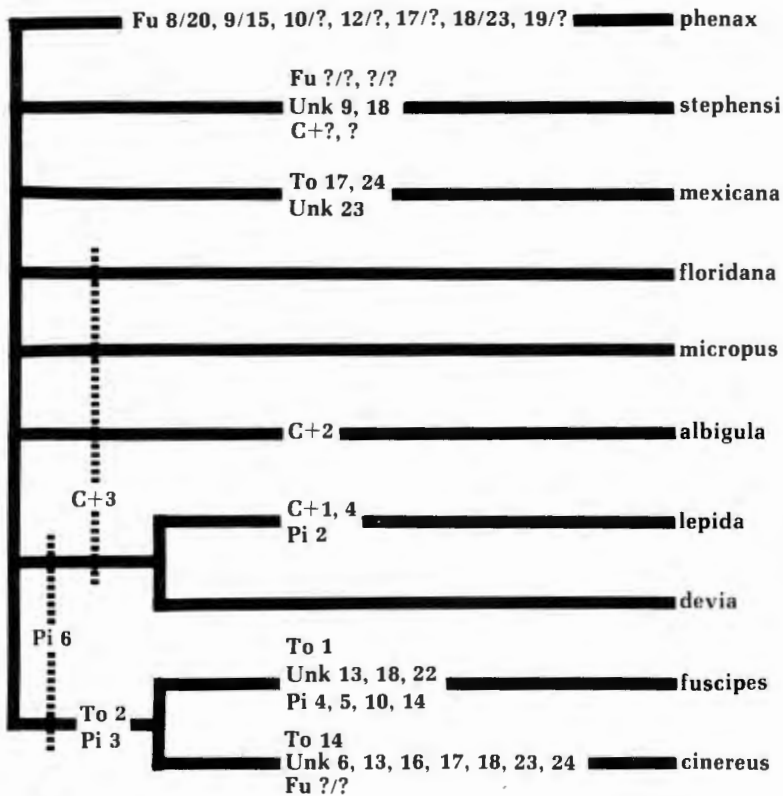 Fu 8/20, 9/15, 10/?, 12/?, 17/?, 18/23, 19/? phenax
Fu ?/?, ?/?
Unk 9, 18
C+?, ?
stephensi
To 17, 24
Unk 23
mexicana
floridana
micropus
C+2 albigula
C+3
C+1, 4
Pi 2
lepida
devia
Pi 6
To 2
Pi 3
To 1
Unk 13, 18, 22
Pi 4, 5, 10, 14
fuscipes
To 14
Unk 6, 13, 16, 17, 18, 23, 24
Fu ?/?
cinereus